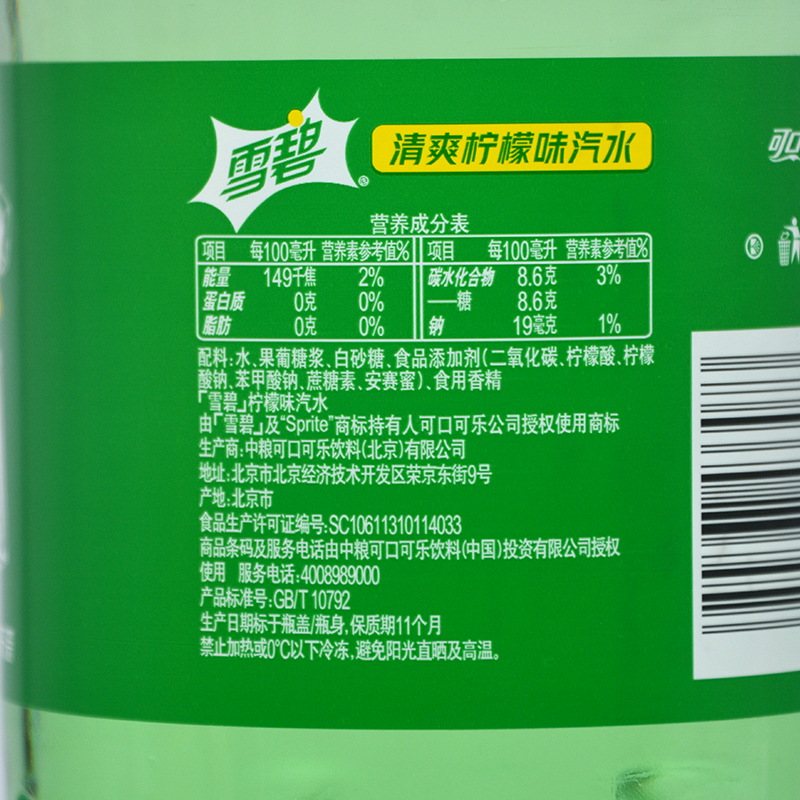 雪碧®
清爽柠檬味汽水
可口
营养成分表
项目 每100毫升 营养素参考值% 项目 每100毫升 营养素参考值%
能量 149千焦 2% 碳水化合物 8.6克 3%
蛋白质 0克 0% ——糖 8.6克
脂肪 0克 0% 钠 19毫克 1%
配料:水、果葡糖浆、白砂糖、食品添加剂(二氧化碳、柠檬酸、柠檬
酸钠、苯甲酸钠、蔗糖素、安赛蜜)、食用香精
「雪碧」柠檬味汽水
由「雪碧」及“Sprite”商标持有人可口可乐公司授权使用商标
生产商:中粮可口可乐饮料(北京)有限公司
地址:北京市北京经济技术开发区荣京东街9号
产地:北京市
食品生产许可证编号:SC10611310114033
商品条码及服务电话由中粮可口可乐饮料(中国)投资有限公司授权
使用 服务电话:4008989000
产品标准号:GB/T 10792
生产日期标于瓶盖/瓶身,保质期11个月
禁止加热或0℃以下冷冻,避免阳光直晒及高温。